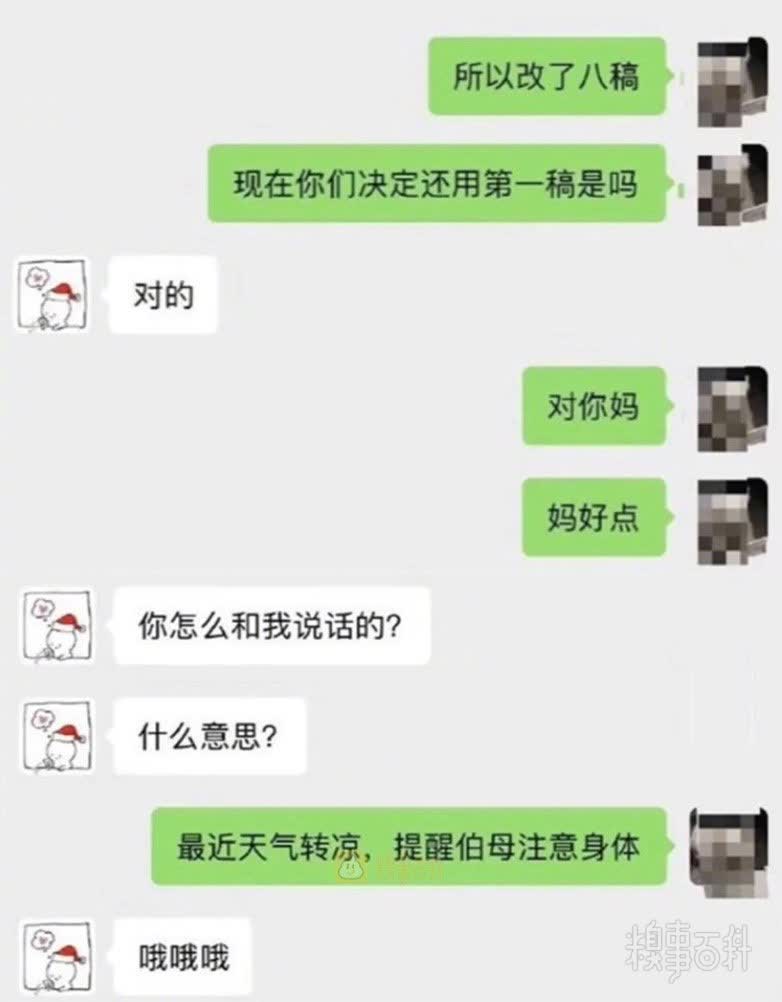 所以改了八稿
现在你们决定还用第一稿是吗
对的
对你妈
妈好点
你怎么和我说话的?
什么意思?
最近天气转凉，提醒伯母注意身体
哦哦哦
糗事百科